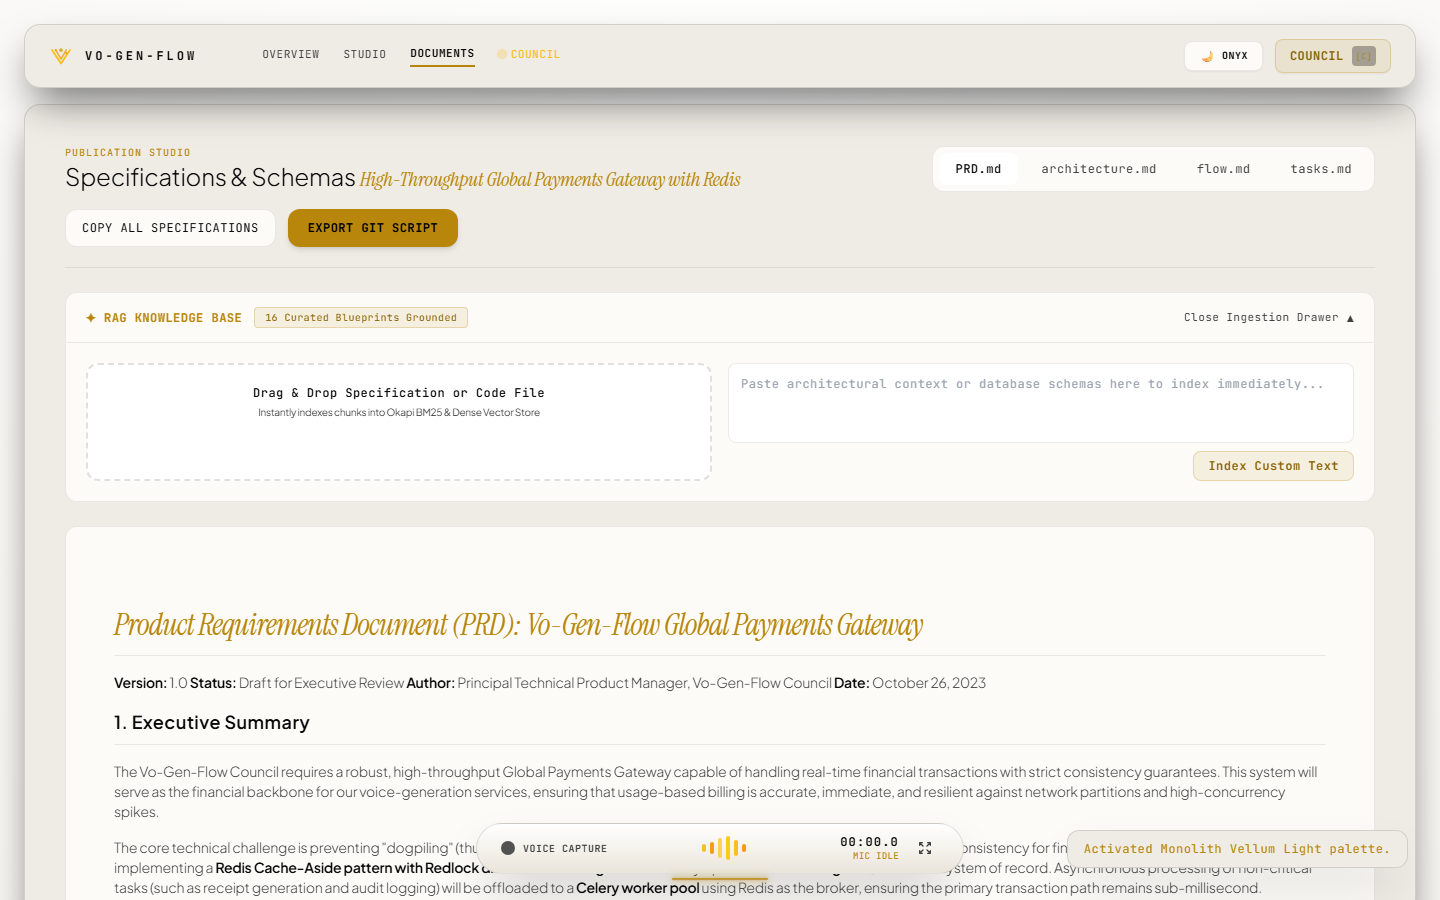 VO-GEN-FLOW
OVERVIEW STUDIO DOCUMENTS COUNCIL
ONYX
COUNCIL [C]
PUBLICATION STUDIO
Specifications & Schemas High-Throughput Global Payments Gateway with Redis
PRD.md architecture.md flow.md tasks.md
COPY ALL SPECIFICATIONS EXPORT GIT SCRIPT
✦ RAG KNOWLEDGE BASE 16 Curated Blueprints Grounded
Close Ingestion Drawer ▲
Drag & Drop Specification or Code File
Instantly indexes chunks into Okapi BM25 & Dense Vector Store
Paste architectural context or database schemas here to index immediately...
Index Custom Text
Product Requirements Document (PRD): Vo-Gen-Flow Global Payments Gateway
Version: 1.0 Status: Draft for Executive Review Author: Principal Technical Product Manager, Vo-Gen-Flow Council Date: October 26, 2023
1. Executive Summary
The Vo-Gen-Flow Council requires a robust, high-throughput Global Payments Gateway capable of handling real-time financial transactions with strict consistency guarantees. This system will
serve as the financial backbone for our voice-generation services, ensuring that usage-based billing is accurate, immediate, and resilient against network partitions and high-concurrency
spikes.
The core technical challenge is preventing "dogpiling" (thu onsistency for fin
implementing a Redis Cache-Aside pattern with Redlock system of record. Asynchronous processing of non-critical
tasks (such as receipt generation and audit logging) will be offloaded to a Celery worker pool using Redis as the broker, ensuring the primary transaction path remains sub-millisecond.
VOICE CAPTURE
00:00.0
MIC IDLE
Activated Monolith Vellum Light palette.